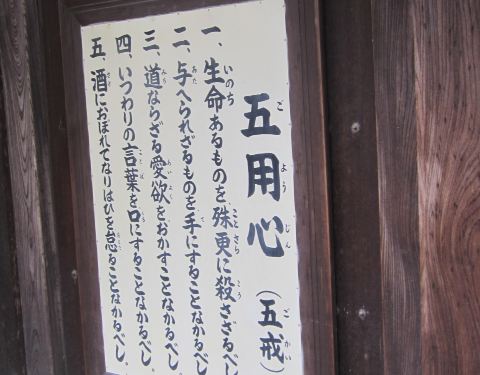 五用心（五戒）
一、生命あるものを殊更に殺さざるべし
二、与へられざるものを手にすることなかるべし
三、道ならざる愛欲をおかすことなかるべし
四、いつわりの言葉を口にすることなかるべし。
五、酒におぼれてなりはひを怠ることなかるべし。